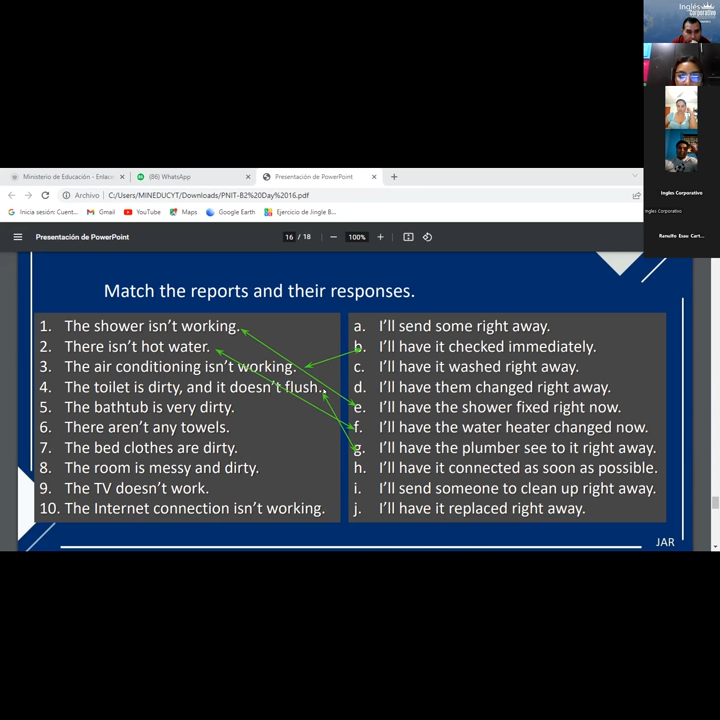 Inglés
corporativo
Ministerio de Educación - Enlac
(86) WhatsApp
Presentación de PowerPoint
Archivo
C:/Users/MINEDUCYT/Downloads/PNIT-B2%20Day%2016.pdf
Inicia sesión: Cuent...
Gmail
YouTube
Maps
Google Earth
Ejercicio de Jingle B...
Ingles Corporativo
Ingles Corporativo
Ranulfo Esau Cert...
Presentación de PowerPoint
16 / 18
100%
Match the reports and their responses.
1. The shower isn't working.
2. There isn't hot water.
3. The air conditioning isn't working.
4. The toilet is dirty, and it doesn't flush..
5. The bathtub is very dirty.
6. There aren't any towels.
7. The bed clothes are dirty.
8. The room is messy and dirty.
9. The TV doesn't work.
10. The Internet connection isn't working.
a. I'll send some right away.
b. I'll have it checked immediately.
c. I'll have it washed right away.
d. I'll have them changed right away.
e. I'll have the shower fixed right now.
f. I'll have the water heater changed now.
g. I'll have the plumber see to it right away.
h. I'll have it connected as soon as possible.
i. I'll send someone to clean up right away.
j. I'll have it replaced right away.
JAR